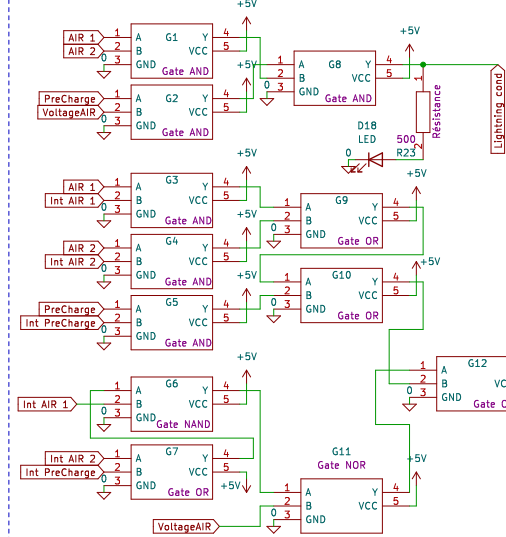 +5V
AIR 1 1 A G1 Y 4
AIR 2 2 B VCC 5
0 3 GND Gate AND
+5V
1 A G8 Y 4
2 B VCC 5
0 3 GND Gate AND
+5V
PreCharge 1 A G2 Y 4
VoltageAIR 2 B VCC 5
0 3 GND Gate AND
Lightning cond
1 Résistance 2
500
R23
D18
LED
0
+5V
AIR 1 1 A G3 Y 4
Int AIR 1 2 B VCC 5
0 3 GND Gate AND
+5V
1 A G9 Y 4
2 B VCC 5
0 3 GND Gate OR
+5V
AIR 2 1 A G4 Y 4
Int AIR 2 2 B VCC 5
0 3 GND Gate AND
+5V
1 A G10 Y 4
2 B VCC 5
0 3 GND Gate OR
+5V
PreCharge 1 A G5 Y 4
Int PreCharge 2 B VCC 5
0 3 GND Gate AND
G12
1 A
2 B VC
0 3 GND Gate O
+5V
1 A G6 Y 4
Int AIR 1 2 B VCC 5
0 3 GND Gate NAND
Int AIR 2 1 A G7 Y 4
Int PreCharge 2 B VCC 5
0 3 GND Gate OR
+5V
G11
Gate NOR
+5V
1 A Y 4
VoltageAIR 2 B VCC 5
0 3 GND